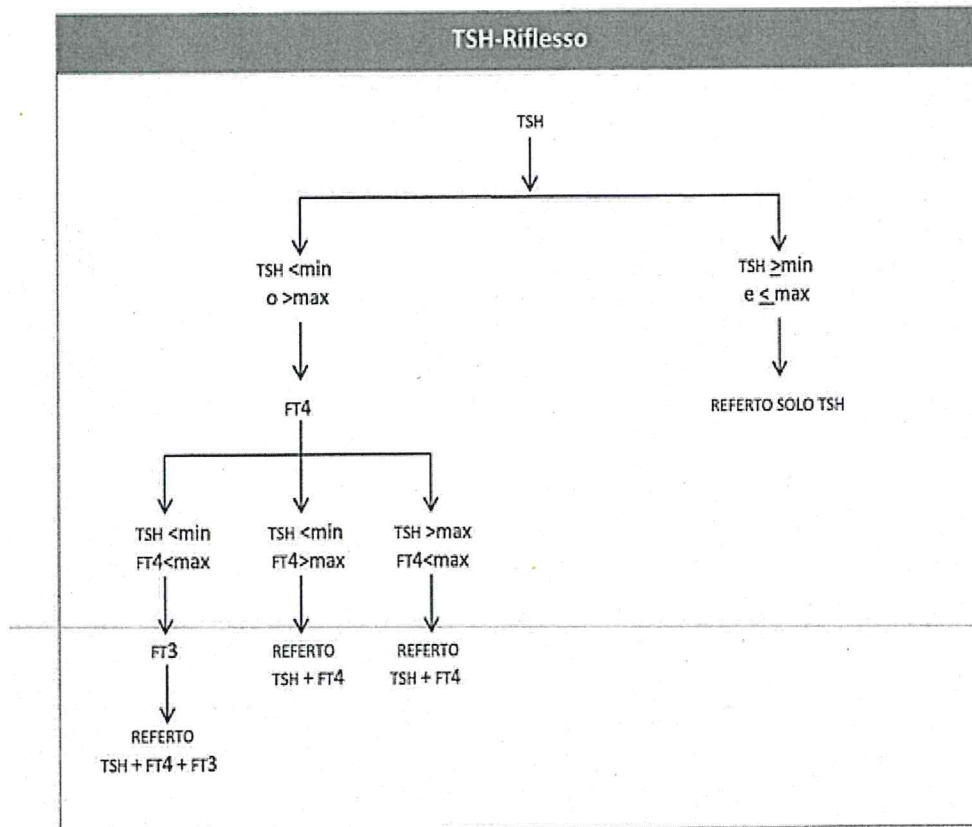 TSH-Riflesso
TSH
TSH <min
o >max
TSH >min
e < max
FT4
REFERTO SOLO TSH
TSH <min
FT4<max
TSH <min
FT4>max
TSH >max
FT4<max
FT3
REFERTO
TSH + FT4
REFERTO
TSH + FT4
REFERTO
TSH + FT4 + FT3